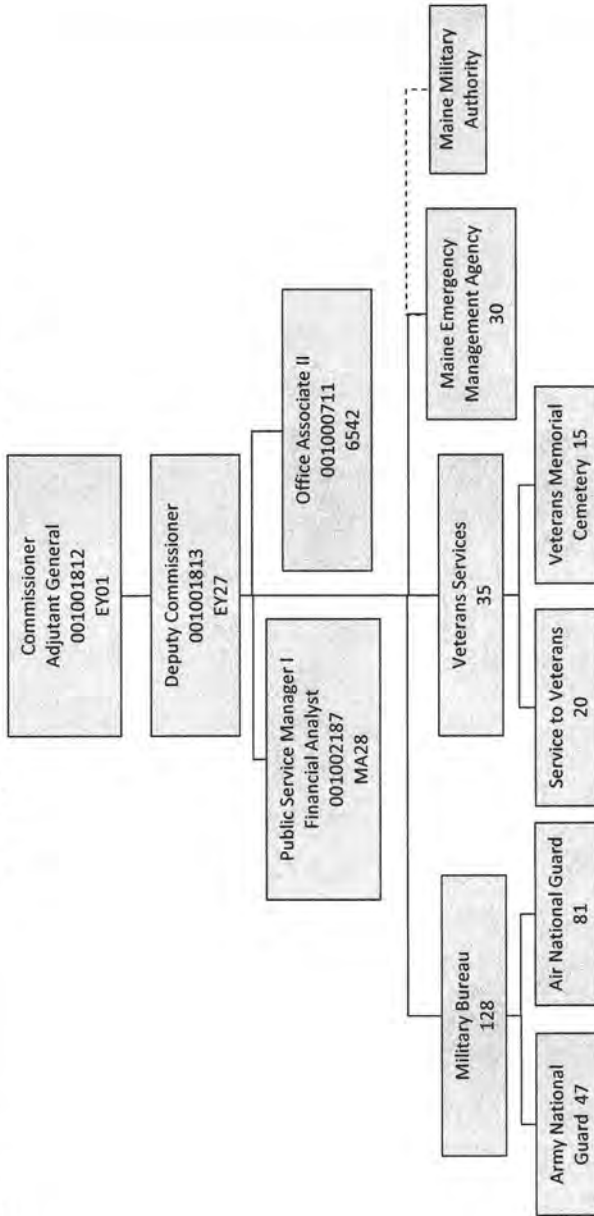 Commissioner
Adjutant General
001001812
EY01
Deputy Commissioner
001001813
EY27
Public Service Manager I
Financial Analyst
001002187
MA28
Office Associate II
001000711
6542
Military Bureau
128
Veterans Services
35
Maine Emergency
Management Agency
30
Maine Military
Authority
Army National
Guard 47
Air National Guard
81
Service to Veterans
20
Veterans Memorial
Cemetery 15